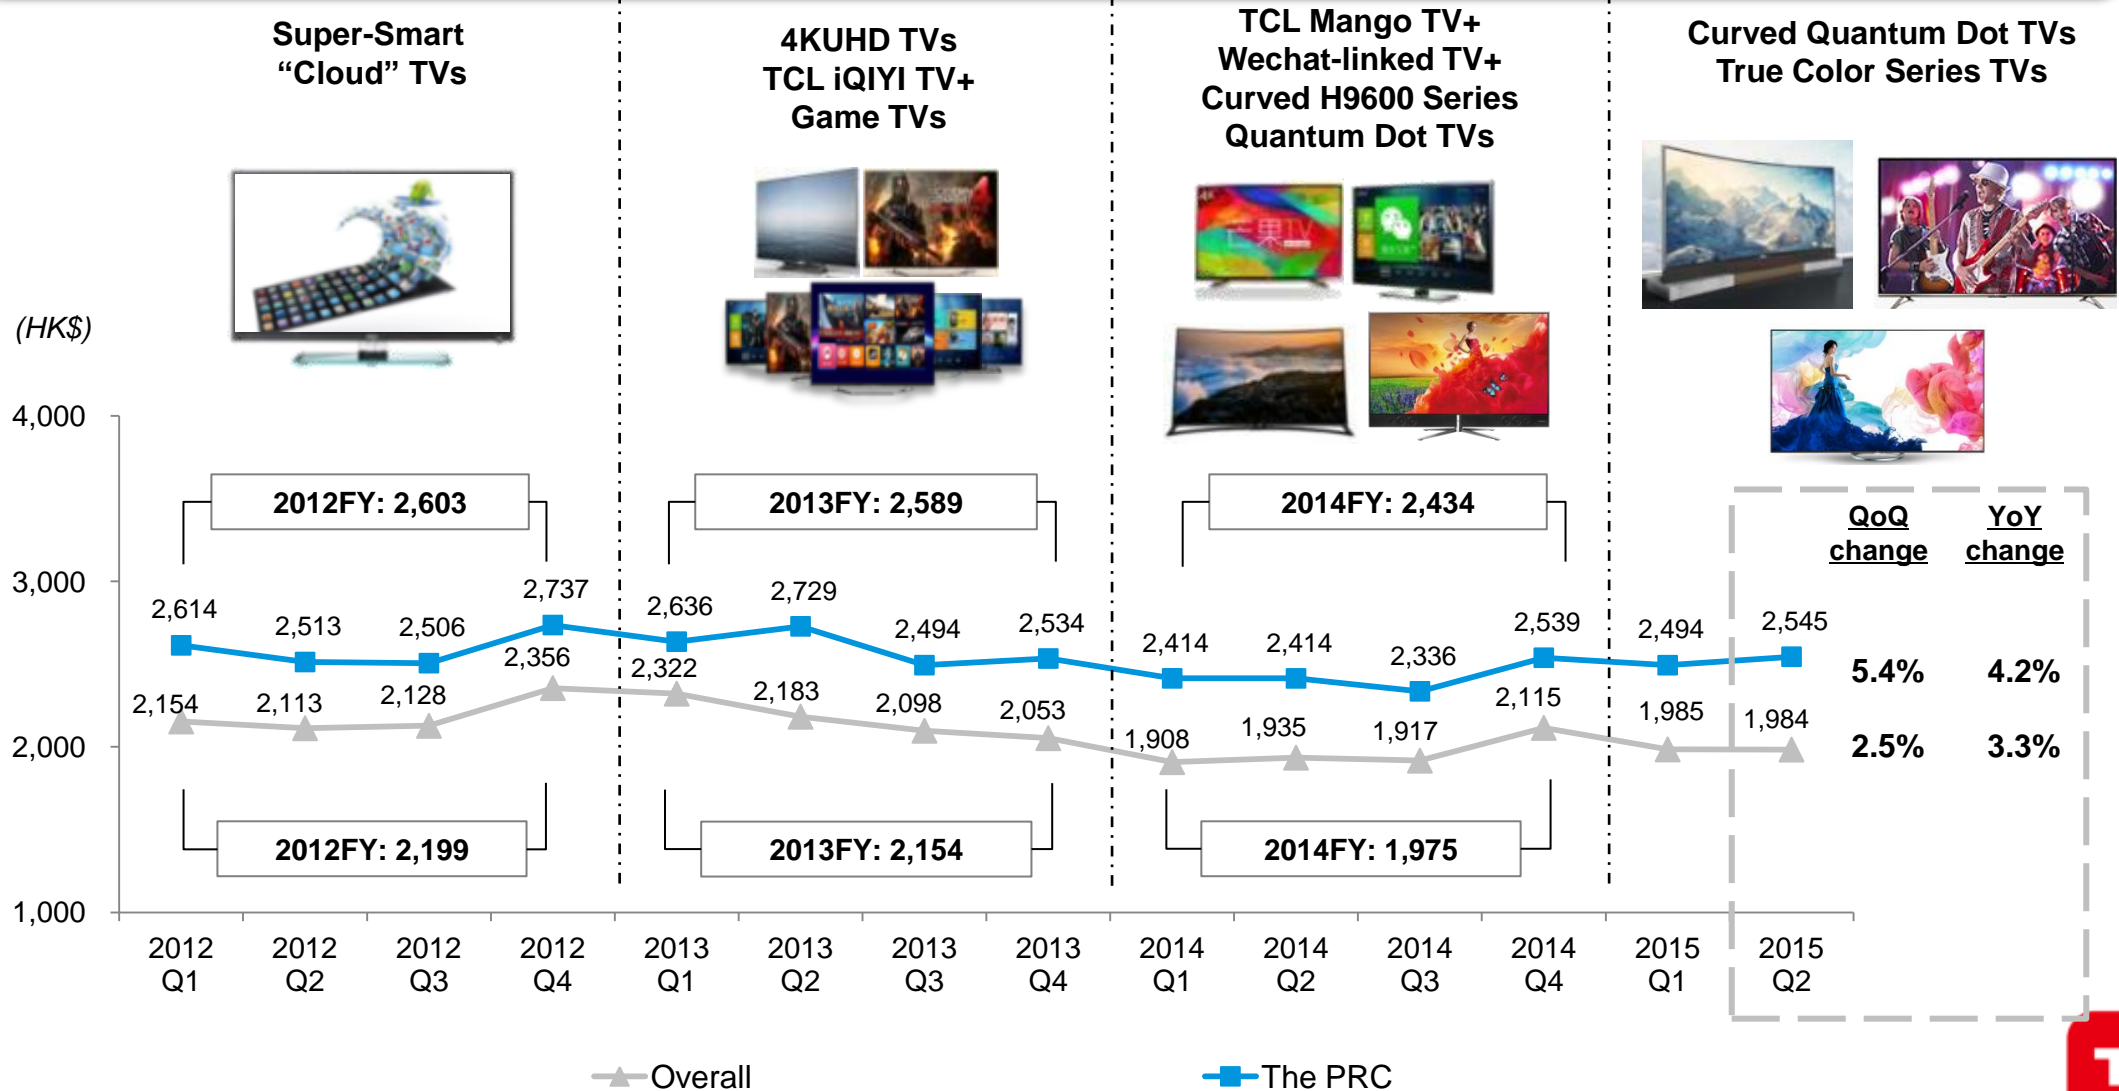 Super-Smart
“Cloud” TVs
4KUHD TVs
TCL iQIYI TV+
Game TVs
TCL Mango TV+
Wechat-linked TV+
Curved H9600 Series
Quantum Dot TVs
Curved Quantum Dot TVs
True Color Series TVs
芒果TV
(HK$)
4,000
3,000
2,000
1,000
2012FY: 2,603
2013FY: 2,589
2014FY: 2,434
QoQ change
YoY change
2,614
2,513
2,506
2,737
2,636
2,729
2,494
2,534
2,414
2,414
2,336
2,539
2,494
2,545
5.4%
4.2%
2,154
2,113
2,128
2,356
2,322
2,183
2,098
2,053
1,908
1,935
1,917
2,115
1,985
1,984
2.5%
3.3%
2012FY: 2,199
2013FY: 2,154
2014FY: 1,975
2012 Q1
2012 Q2
2012 Q3
2012 Q4
2013 Q1
2013 Q2
2013 Q3
2013 Q4
2014 Q1
2014 Q2
2014 Q3
2014 Q4
2015 Q1
2015 Q2
Overall
The PRC